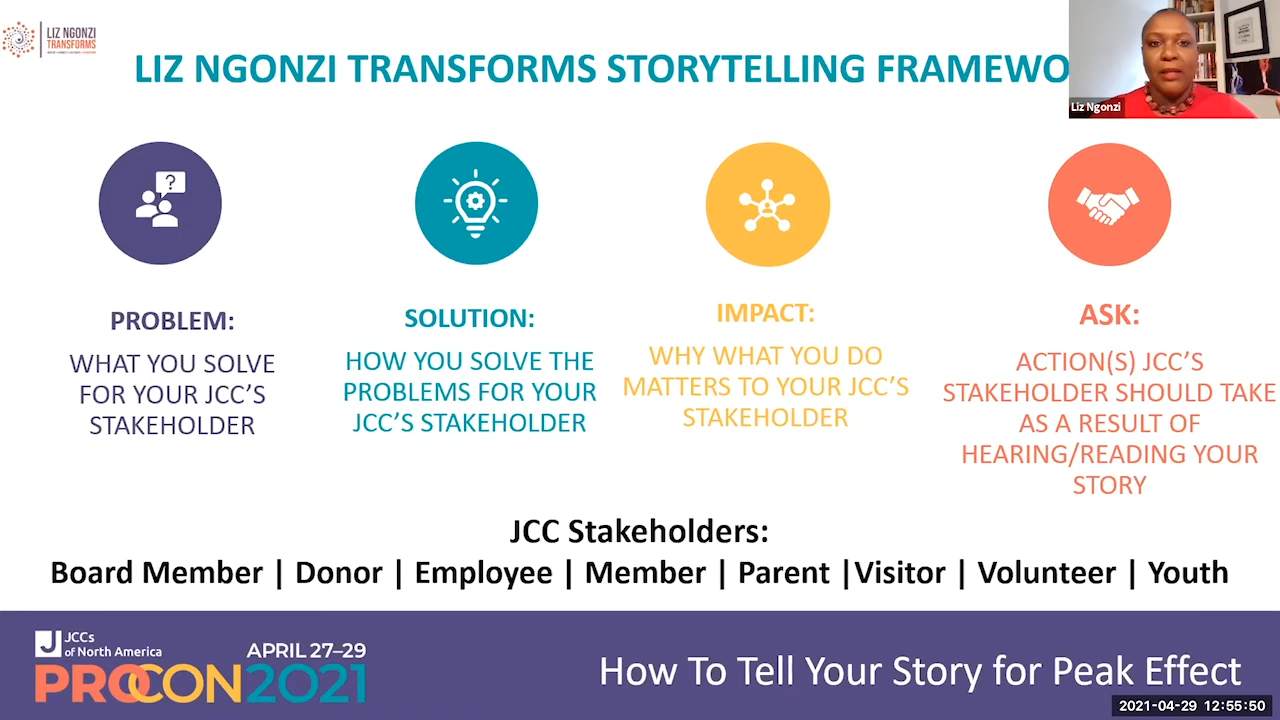 LIZ NGONZI
TRANSFORMS
LIZ NGONZI TRANSFORMS STORYTELLING FRAMEWO
Liz Ngonzi
?
PROBLEM:
WHAT YOU SOLVE
FOR YOUR JCC'S
STAKEHOLDER
SOLUTION:
HOW YOU SOLVE THE
PROBLEMS FOR YOUR
JCC'S STAKEHOLDER
IMPACT:
WHY WHAT YOU DO
MATTERS TO YOUR JCC'S
STAKEHOLDER
ASK:
ACTION(S) JCC'S
STAKEHOLDER SHOULD TAKE
AS A RESULT OF
HEARING/READING YOUR
STORY
JCC Stakeholders:
Board Member | Donor | Employee | Member | Parent |Visitor | Volunteer | Youth
J JCCs
of North America
APRIL 27–29
PROCON2021
How To Tell Your Story for Peak Effect
2021-04-29 12:55:50